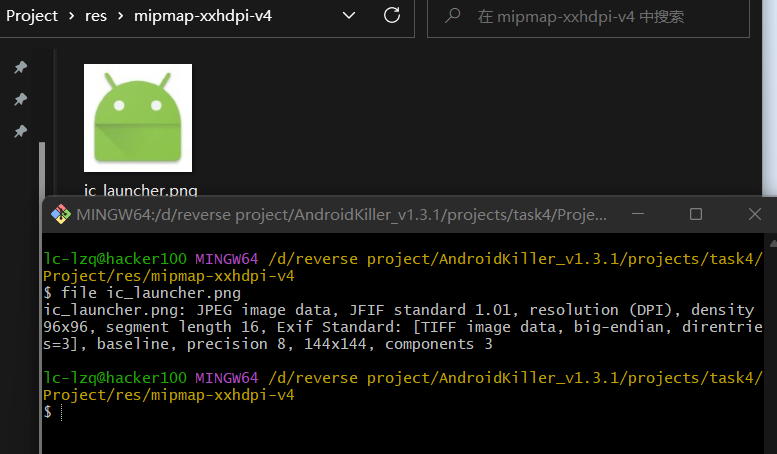 Project › res › mipmap-xxhdpi-v4
在 mipmap-xxhdpi-v4 中搜索
ic_launcher.png
MINGW64:/d/reverse project/AndroidKiller_v1.3.1/projects/task4/Proje...
lc-lzq@hacker100 MINGW64 /d/reverse project/AndroidKiller_v1.3.1/projects/task4/
Project/res/mipmap-xxhdpi-v4
$ file ic_launcher.png
ic_launcher.png: JPEG image data, JFIF standard 1.01, resolution (DPI), density
96x96, segment length 16, Exif Standard: [TIFF image data, big-endian, direntrie
s=3], baseline, precision 8, 144x144, components 3
lc-lzq@hacker100 MINGW64 /d/reverse project/AndroidKiller_v1.3.1/projects/task4/
Project/res/mipmap-xxhdpi-v4
$